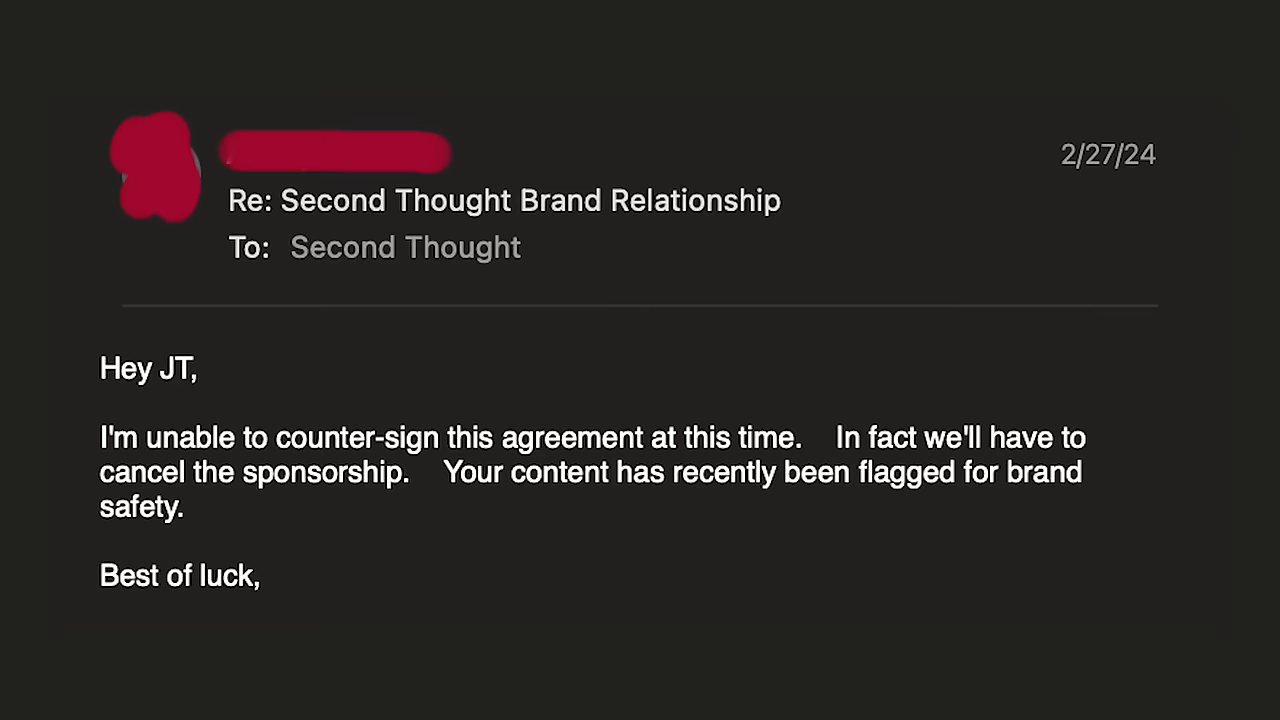 2/27/24
Re: Second Thought Brand Relationship
To: Second Thought
Hey JT,
I'm unable to counter-sign this agreement at this time. In fact we'll have to
cancel the sponsorship. Your content has recently been flagged for brand
safety.
Best of luck,